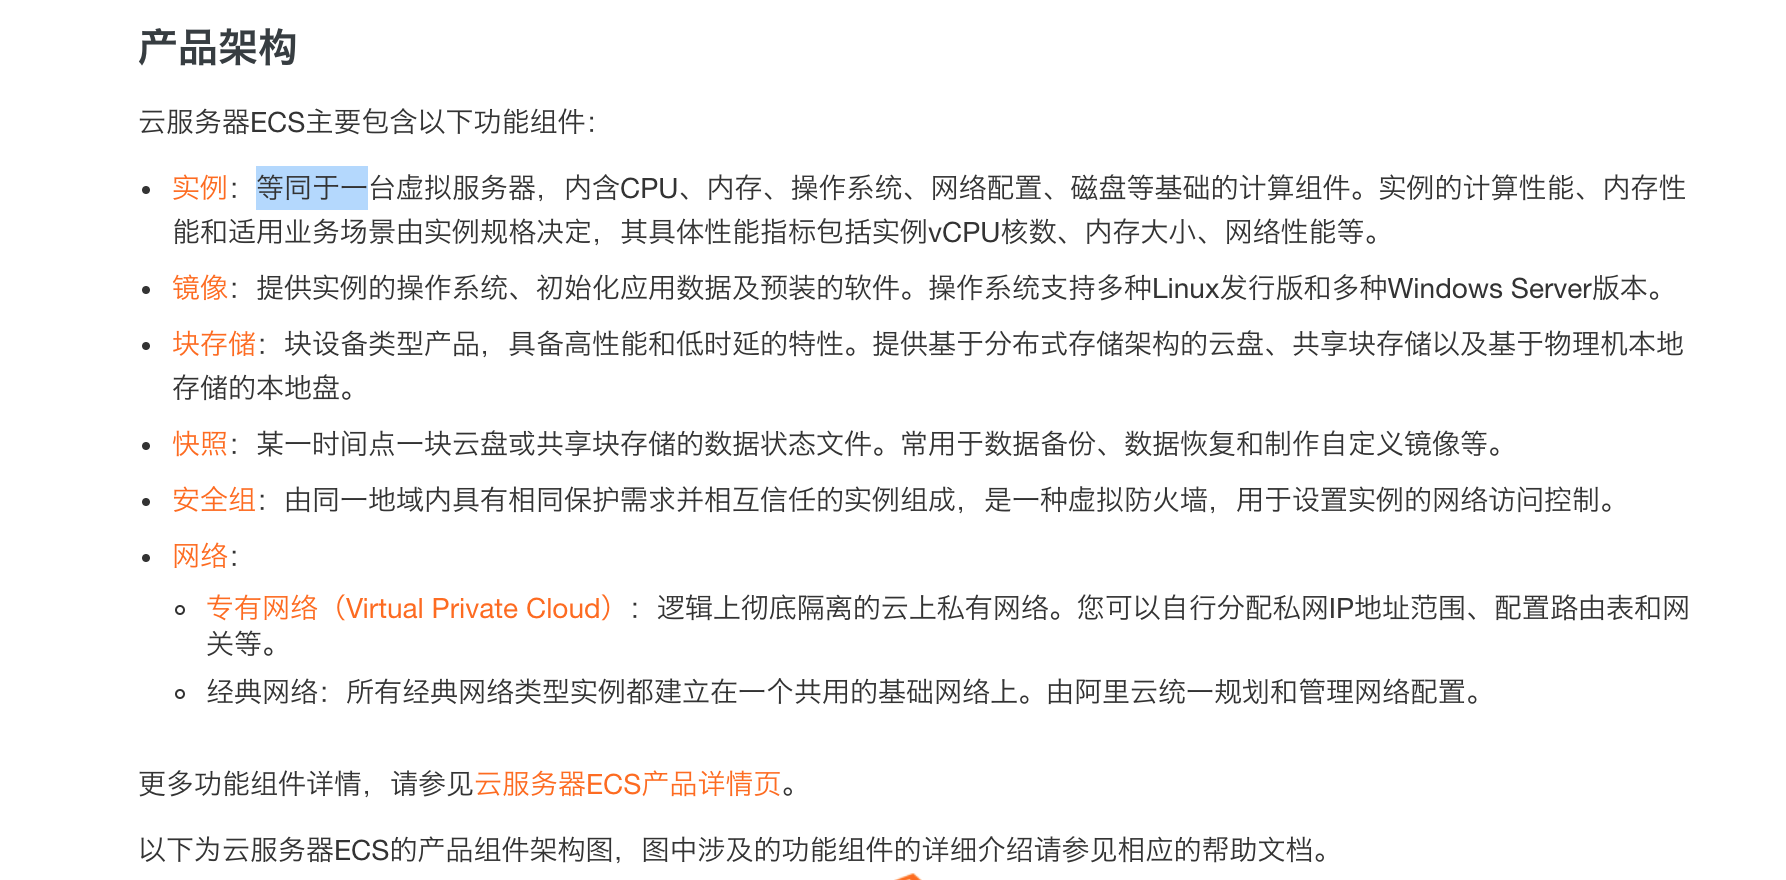 产品架构
云服务器ECS主要包含以下功能组件：
实例：等同于一台虚拟服务器，内含CPU、内存、操作系统、网络配置、磁盘等基础的计算组件。实例的计算性能、内存性
能和适用业务场景由实例规格决定，其具体性能指标包括实例vCPU核数、内存大小、网络性能等。
镜像：提供实例的操作系统、初始化应用数据及预装的软件。操作系统支持多种Linux发行版和多种Windows Server版本。
块存储：块设备类型产品，具备高性能和低时延的特性。提供基于分布式存储架构的云盘、共享块存储以及基于物理机本地
存储的本地盘。
快照：某一时间点一块云盘或共享块存储的数据状态文件。常用于数据备份、数据恢复和制作自定义镜像等。
安全组：由同一地域内具有相同保护需求并相互信任的实例组成，是一种虚拟防火墙，用于设置实例的网络访问控制。
网络：
专有网络（Virtual Private Cloud）：逻辑上彻底隔离的云上私有网络。您可以自行分配私网IP地址范围、配置路由表和网
关等。
经典网络：所有经典网络类型实例都建立在一个共用的基础网络上。由阿里云统一规划和管理网络配置。
更多功能组件详情，请参见云服务器ECS产品详情页。
以下为云服务器ECS的产品组件架构图，图中涉及的功能组件的详细介绍请参见相应的帮助文档。